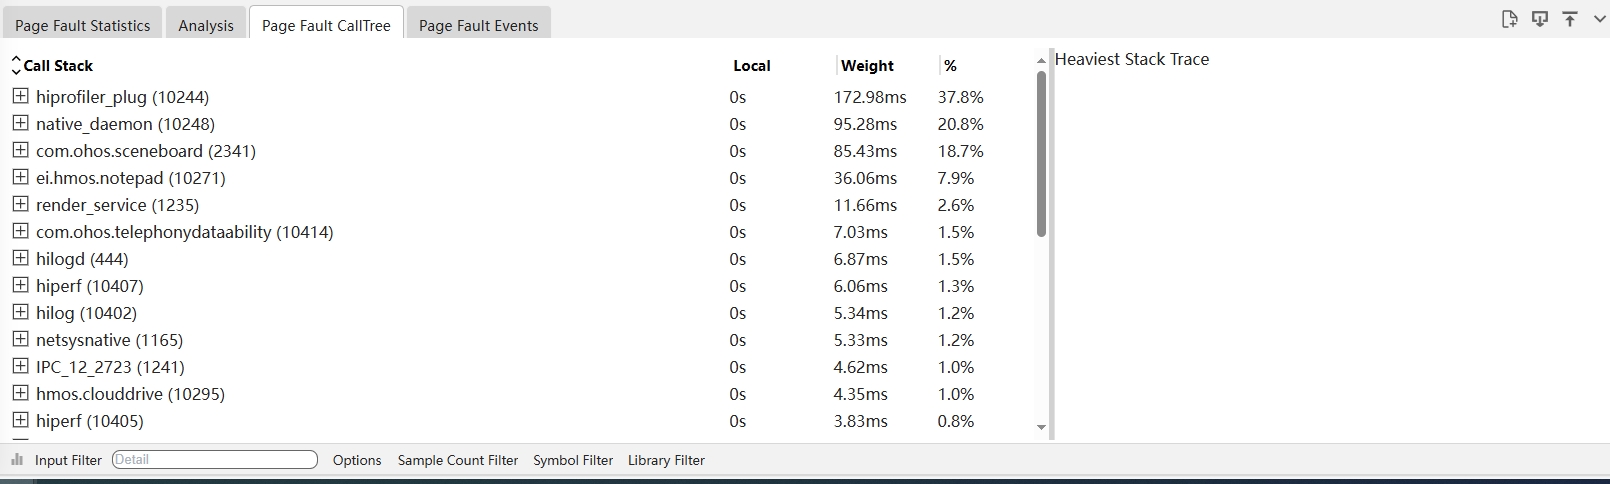 Page Fault Statistics Analysis Page Fault CallTree Page Fault Events
Call Stack Local Weight % Heaviest Stack Trace
hiprofiler_plug (10244) 0s 172.98ms 37.8%
native_daemon (10248) 0s 95.28ms 20.8%
com.ohos.sceneboard (2341) 0s 85.43ms 18.7%
ei.hmos.notepad (10271) 0s 36.06ms 7.9%
render_service (1235) 0s 11.66ms 2.6%
com.ohos.telephonydataability (10414) 0s 7.03ms 1.5%
hilogd (444) 0s 6.87ms 1.5%
hiperf (10407) 0s 6.06ms 1.3%
hilog (10402) 0s 5.34ms 1.2%
netsysnative (1165) 0s 5.33ms 1.2%
IPC_12_2723 (1241) 0s 4.62ms 1.0%
hmos.clouddrive (10295) 0s 4.35ms 1.0%
hiperf (10405) 0s 3.83ms 0.8%
Input Filter Detail Options Sample Count Filter Symbol Filter Library Filter